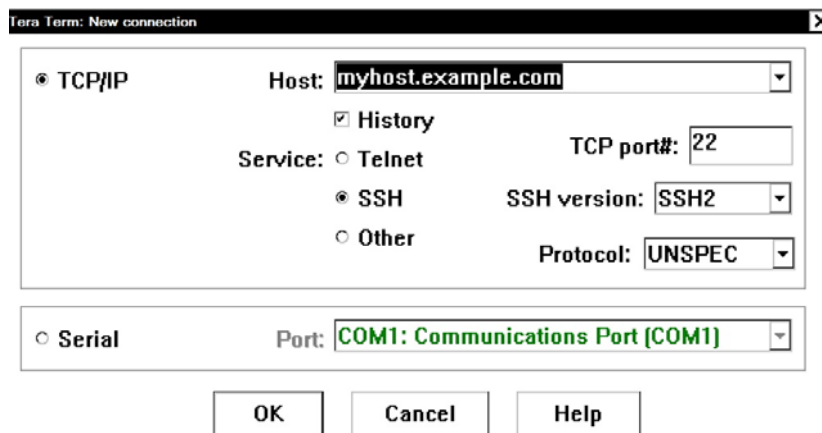 Tera Term: New connection
TCP/IP
Host: myhost.example.com
History
TCP port#: 22
Service:
Telnet
SSH
SSH version: SSH2
Other
Protocol: UNSPEC
Serial
Port: COM1: Communications Port (COM1)
OK
Cancel
Help